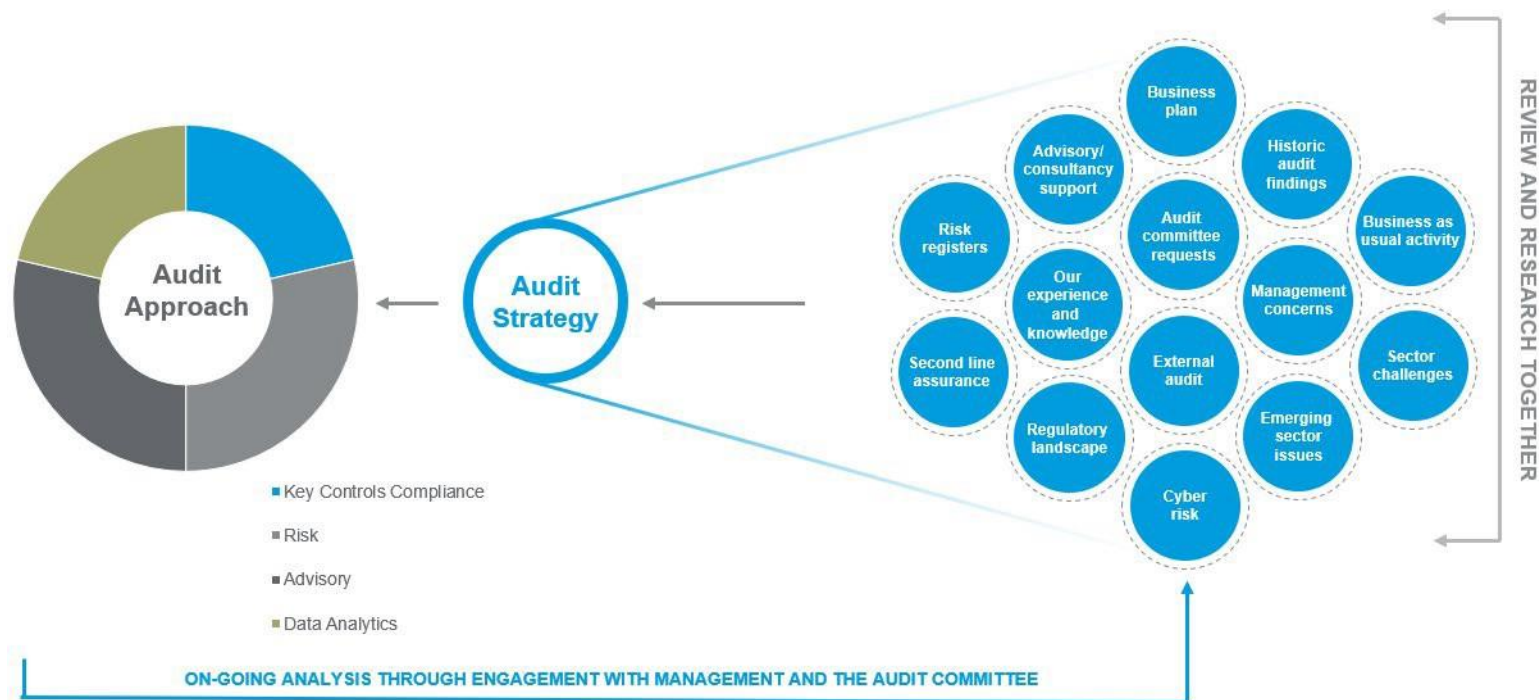 Audit
Approach
Key Controls Compliance
Risk
Advisory
Data Analytics
Audit
Strategy
Business
plan
Advisory/
consultancy
support
Historic
audit
findings
Risk
registers
Audit
committee
requests
Business as
usual activity
Our
experience
and
knowledge
Management
concerns
Second line
assurance
External
audit
Sector
challenges
Regulatory
landscape
Emerging
sector
issues
Cyber
risk
REVIEW AND RESEARCH TOGETHER
ON-GOING ANALYSIS THROUGH ENGAGEMENT WITH MANAGEMENT AND THE AUDIT COMMITTEE